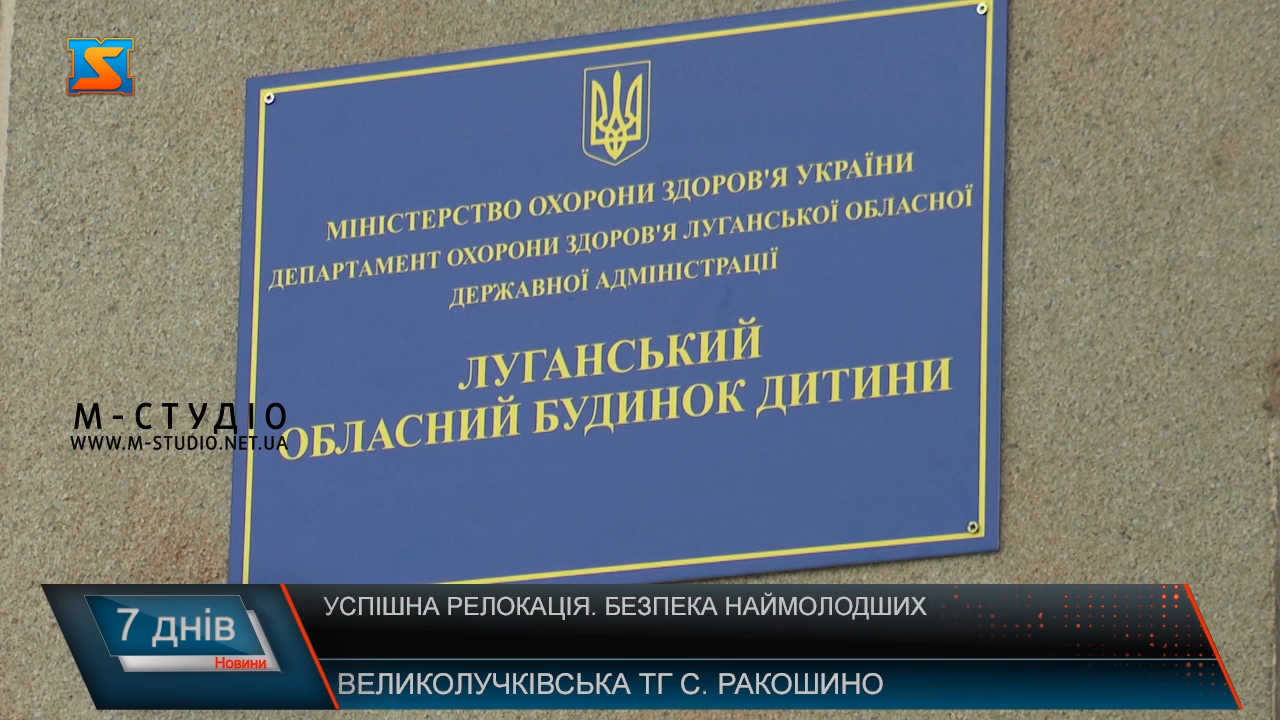 МІНІСТЕРСТВО ОХОРОНИ ЗДОРОВ'Я УКРАЇНИ
ДЕПАРТАМЕНТ ОХОРОНИ ЗДОРОВ'Я ЛУГАНСЬКОЇ ОБЛАСНОЇ
ДЕРЖАВНОЇ АДМІНІСТРАЦІЇ
ЛУГАНСЬКИЙ
ОБЛАСНИЙ БУДИНОК ДИТИНИ
М-СТУДІО
WWW.M-STUDIO.NET.UA
7 днів
Новини
УСПІШНА РЕЛОКАЦІЯ. БЕЗПЕКА НАЙМОЛОДШИХ
ВЕЛИКОЛУЧКІВСЬКА ТГ С. РАКОШИНО